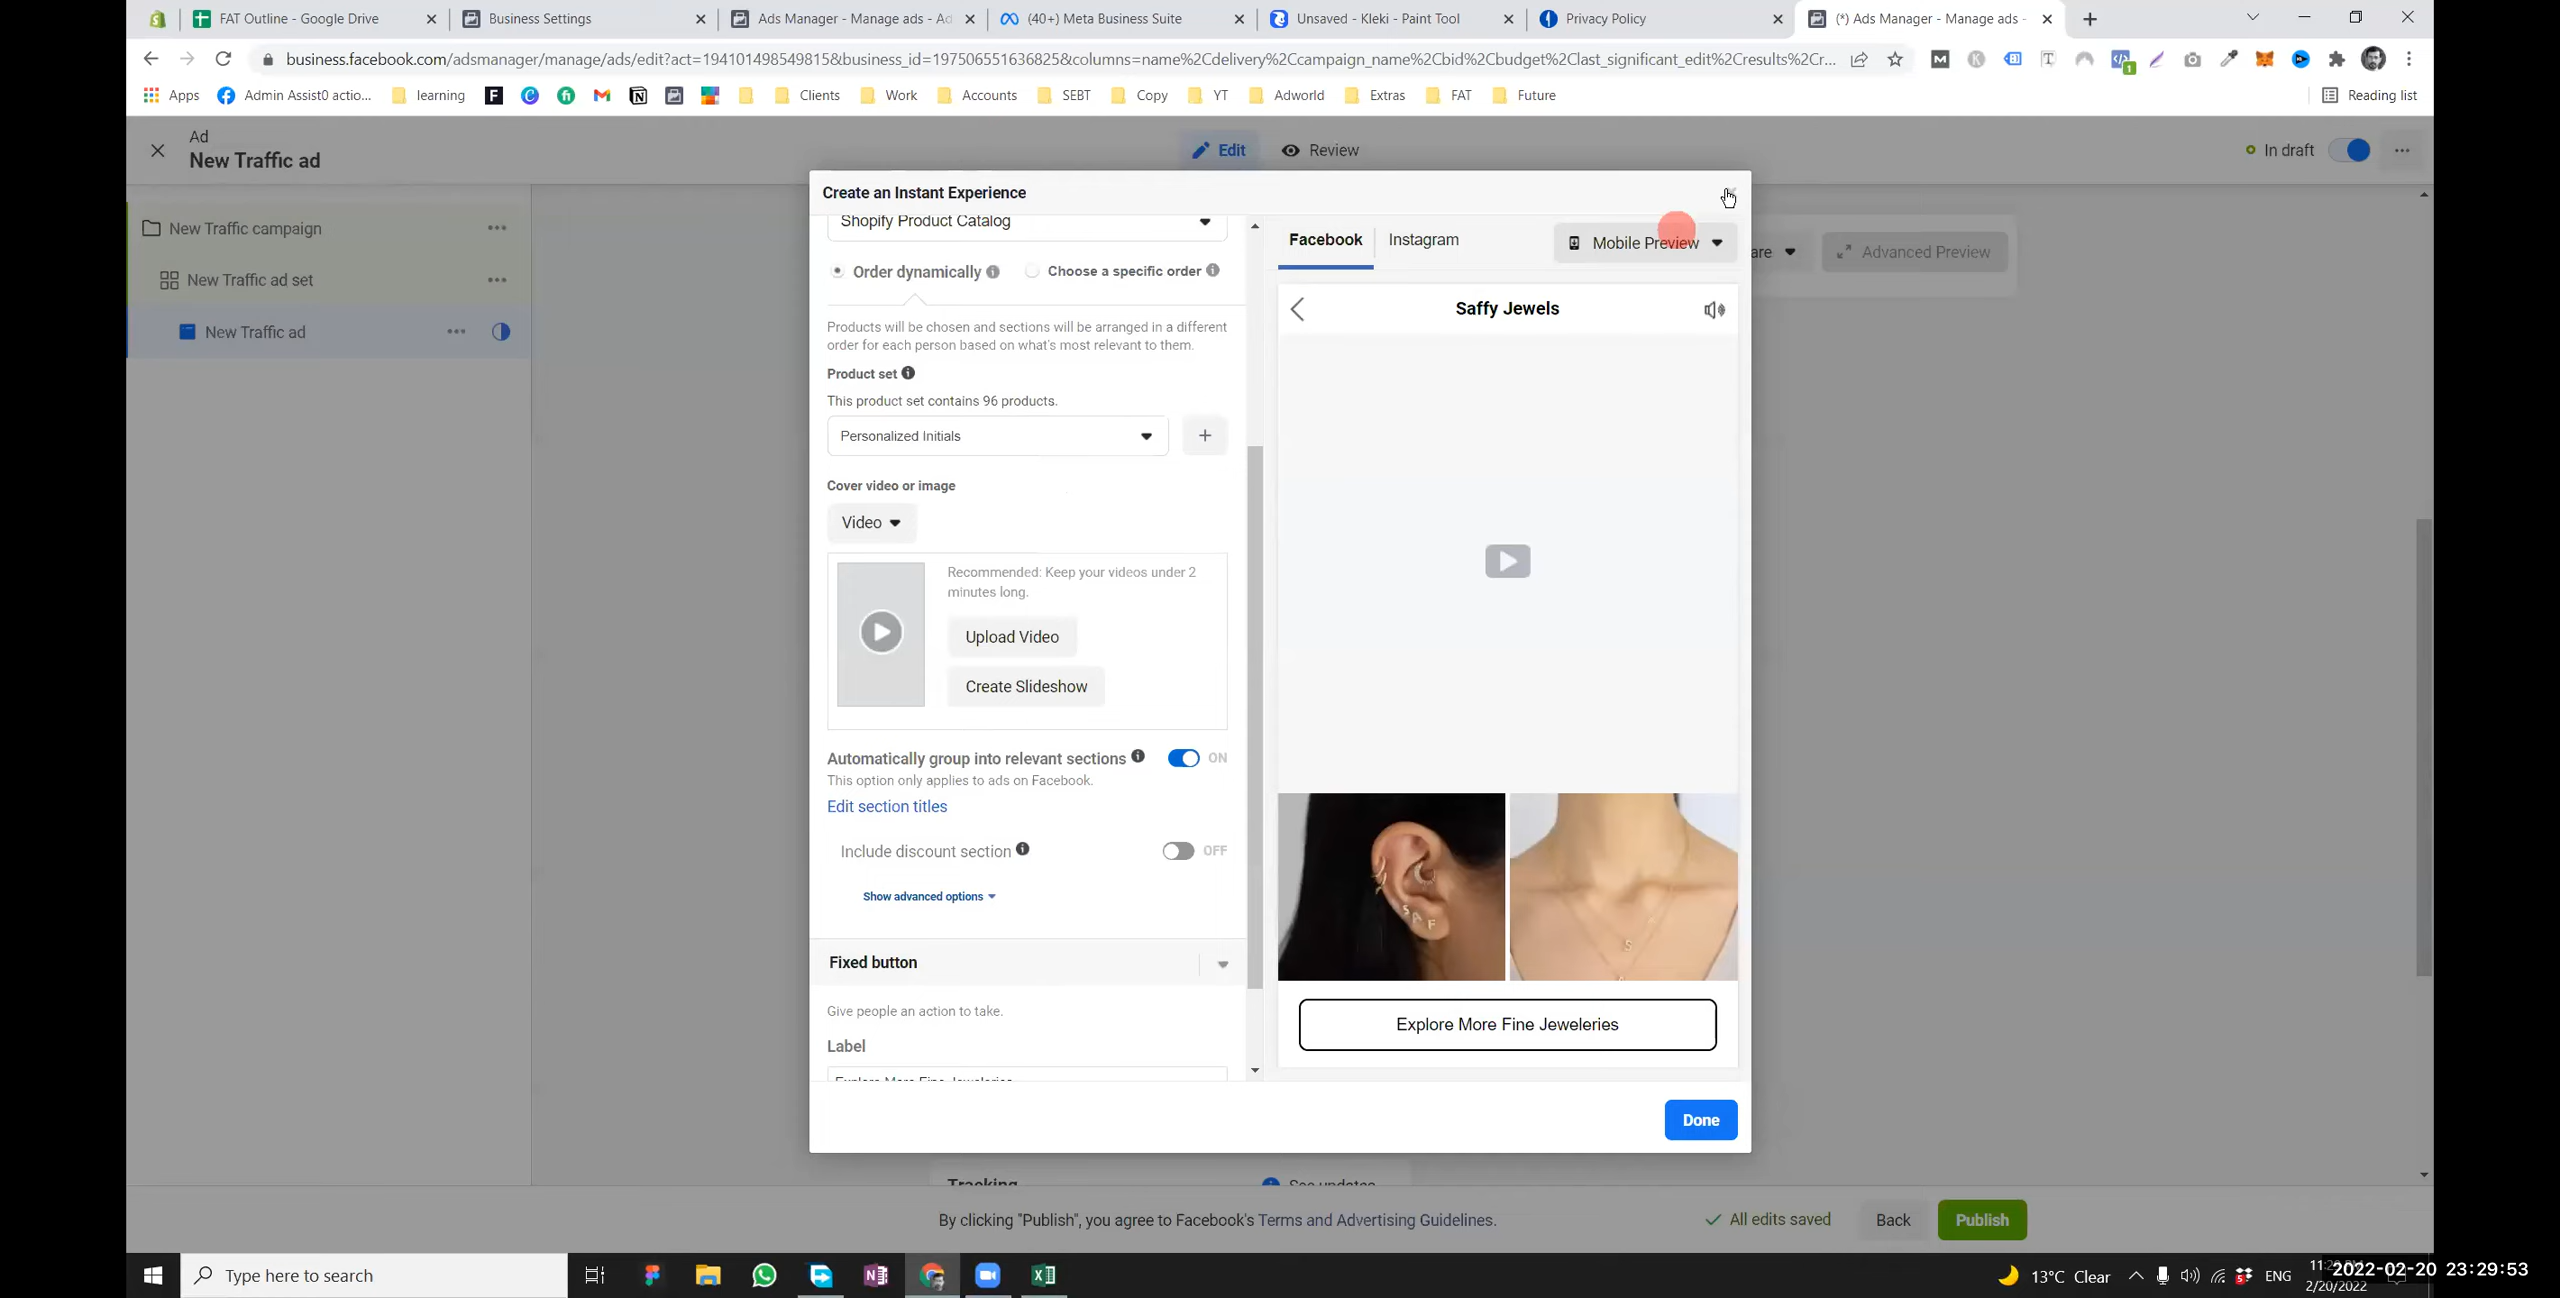 FAT Outline - Google Drive
Business Settings
Ads Manager - Manage ads - Ad
(40+) Meta Business Suite
Unsaved - Kleki - Paint Tool
Privacy Policy
(*) Ads Manager - Manage ads -
business.facebook.com/adsmanager/manage/ads/edit?act=194101498549815&business_id=1975065551636825&columns=name%2Cdelivery%2Ccampaign_name%2Cbid%2Cbudget%2Clast_significant_edit%2Cresults%2Cr...
Apps
Admin Assist0 actio...
learning
Clients
Work
Accounts
SEBT
Copy
YT
Adworld
Extras
FAT
Future
Reading list
Ad
New Traffic ad
Edit
Review
In draft
New Traffic campaign
New Traffic ad set
New Traffic ad
Create an Instant Experience
Shopify Product Catalog
Order dynamically
Choose a specific order
Products will be chosen and sections will be arranged in a different
order for each person based on what's most relevant to them.
Product set
This product set contains 96 products.
Personalized Initials
+
Cover video or image
Video
Recommended: Keep your videos under 2
minutes long.
Upload Video
Create Slideshow
Automatically group into relevant sections
ON
This option only applies to ads on Facebook.
Edit section titles
Include discount section
OFF
Show advanced options
Fixed button
Give people an action to take.
Label
Facebook
Instagram
Mobile Preview
are
Advanced Preview
Saffy Jewels
Explore More Fine Jeweleries
Done
By clicking "Publish", you agree to Facebook's Terms and Advertising Guidelines.
All edits saved
Back
Publish
Type here to search
13°C Clear
ENG
2/20/2022
2022-02-20 23:29:53